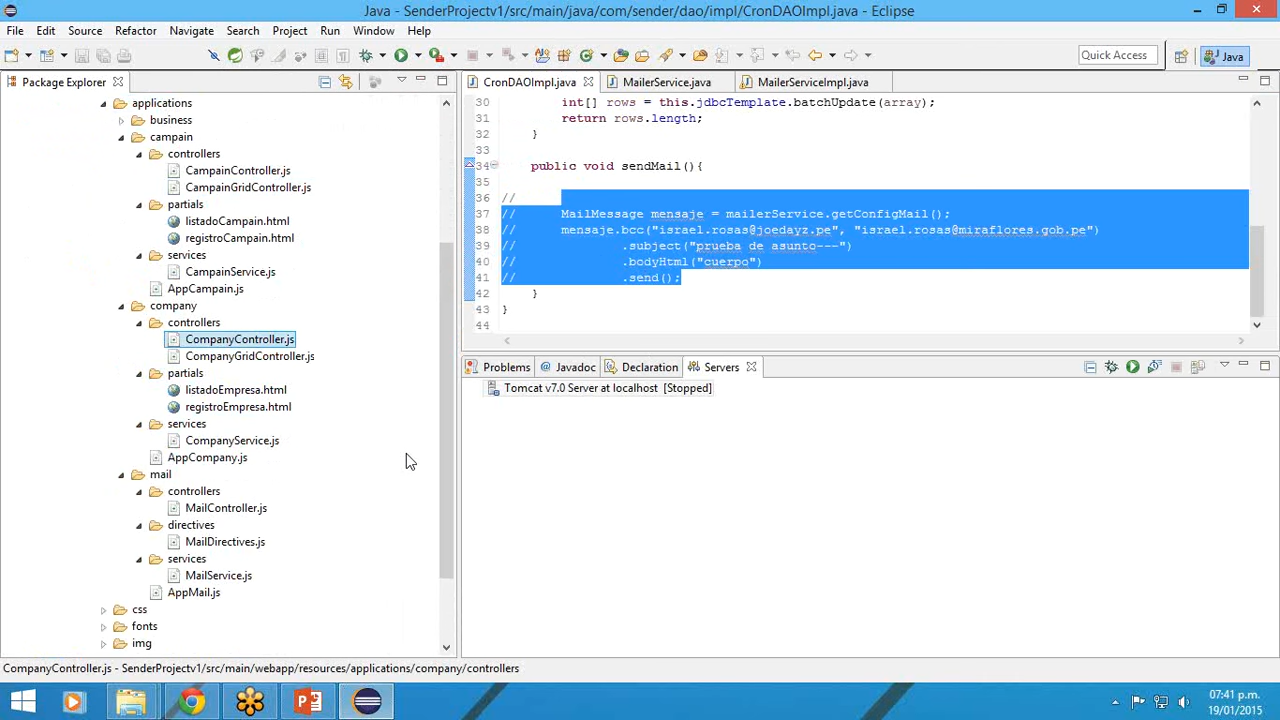 Java - SenderProjectv1/src/main/java/com/sender/dao/impl/CronDAOImpl.java - Eclipse
File Edit Source Refactor Navigate Search Project Run Window Help
Quick Access
Java
Package Explorer
applications
business
campain
controllers
CampainController.js
CampainGridController.js
partials
listadoCampain.html
registroCampain.html
services
CampainService.js
AppCampain.js
company
controllers
CompanyController.js
CompanyGridController.js
partials
listadoEmpresa.html
registroEmpresa.html
services
CompanyService.js
AppCompany.js
mail
controllers
MailController.js
directives
MailDirectives.js
services
MailService.js
AppMail.js
css
fonts
img
CronDAOImpl.java MailerService.java MailerServiceImpl.java
30 int[] rows = this.jdbcTemplate.batchUpdate(array);
31 return rows.length;
32 }
33
34 public void sendMail(){
35
36 //
37 // MailMessage mensaje = mailerService.getConfigMail();
38 // mensaje.bcc("israel.rosas@joedayz.pe", "israel.rosas@miraflores.gob.pe")
39 // .subject("prueba de asunto---")
40 // .bodyHtml("cuerpo")
41 // .send();
42 }
43 }
44
Problems @ Javadoc Declaration Servers
Tomcat v7.0 Server at localhost [Stopped]
CompanyController.js - SenderProjectv1/src/main/webapp/resources/applications/company/controllers
07:41 p.m.
19/01/2015